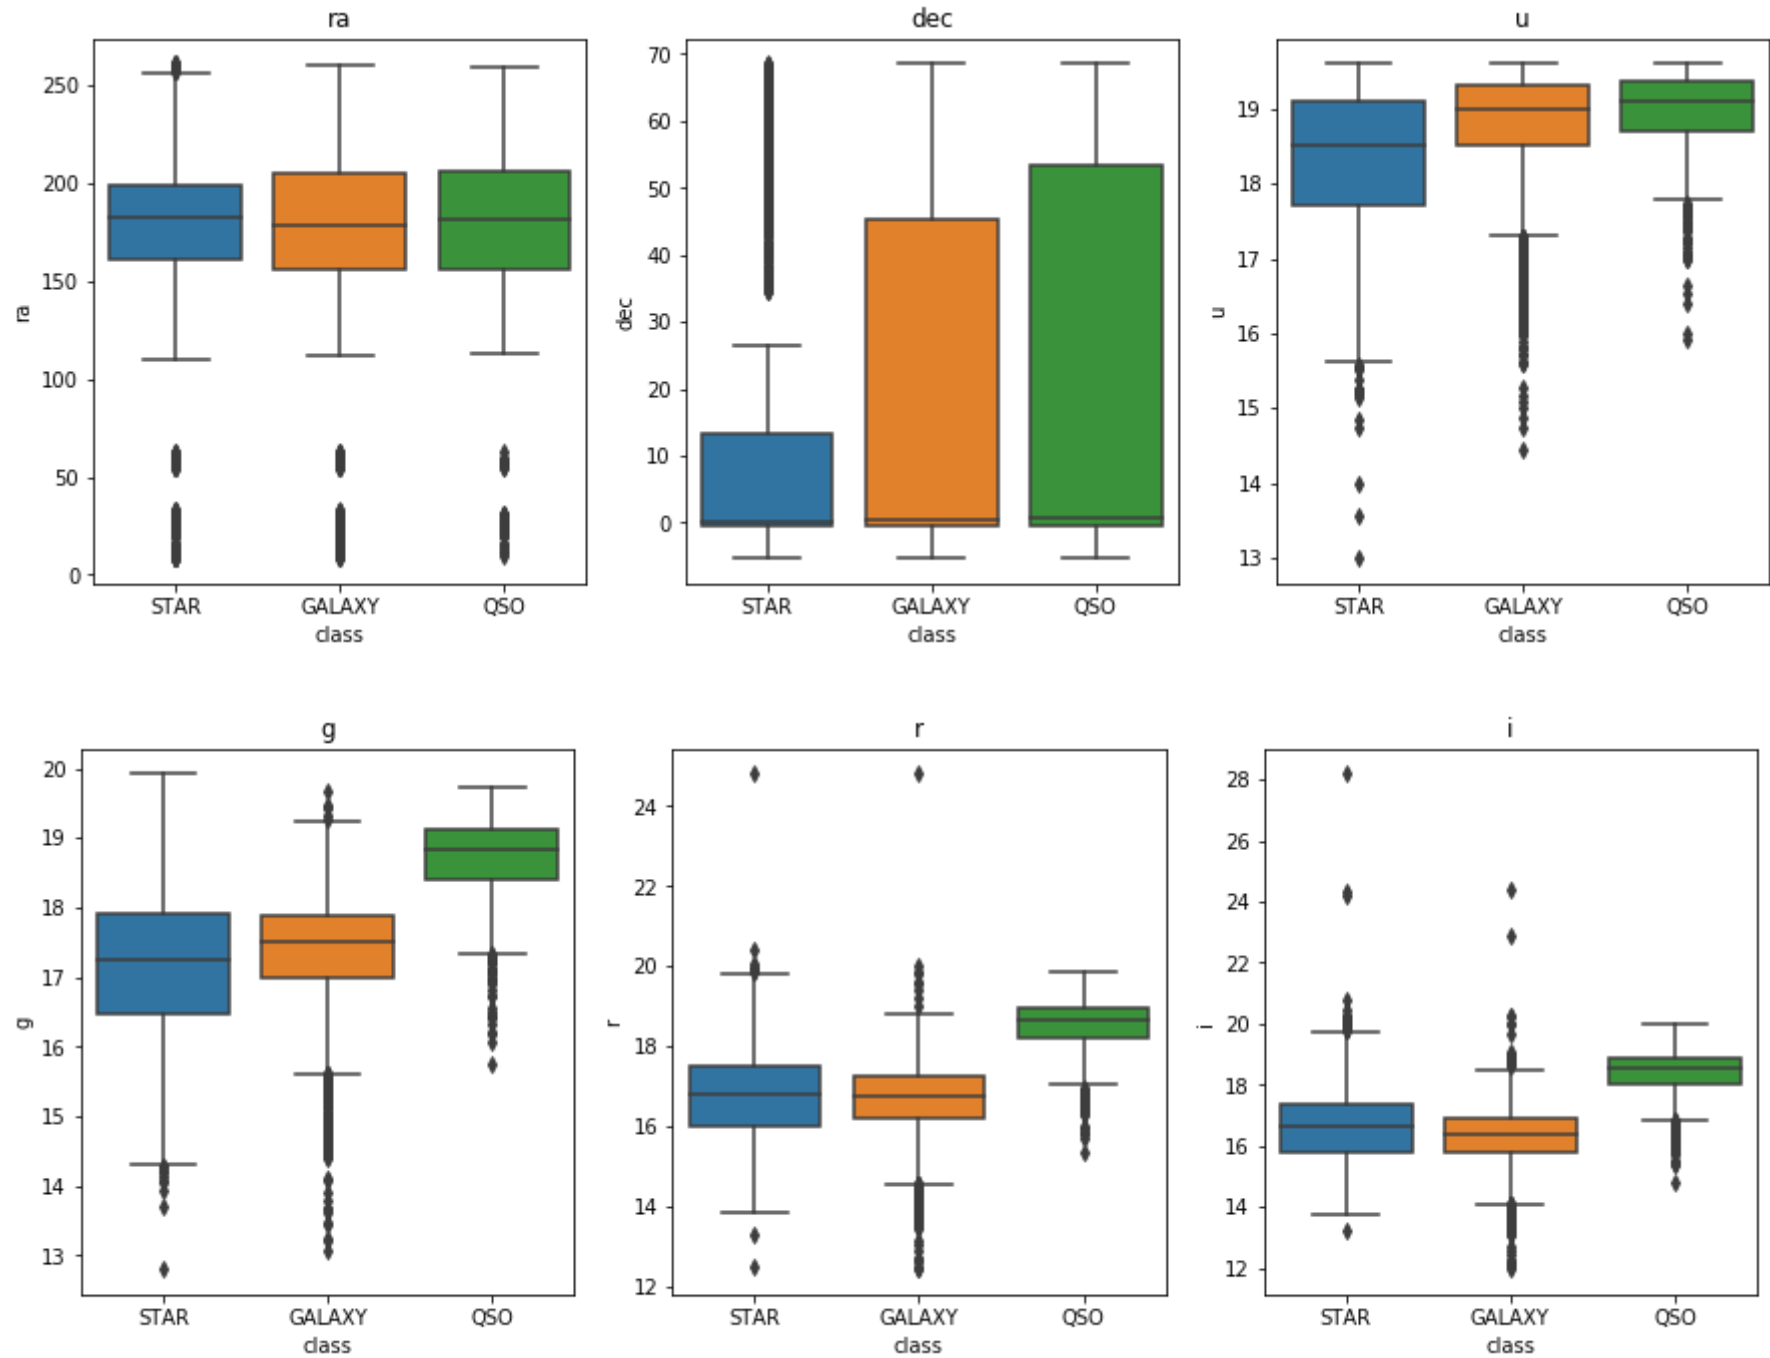 ra
dec
u
250
200
150
100
50
0
ra
STAR
GALAXY
QSO
class
70
60
50
40
30
20
10
0
dec
STAR
GALAXY
QSO
class
19
18
17
16
15
14
13
u
STAR
GALAXY
QSO
class
g
r
i
20
19
18
17
16
15
14
13
g
STAR
GALAXY
QSO
class
24
22
20
18
16
14
12
r
STAR
GALAXY
QSO
class
28
26
24
22
20
18
16
14
12
i
STAR
GALAXY
QSO
class